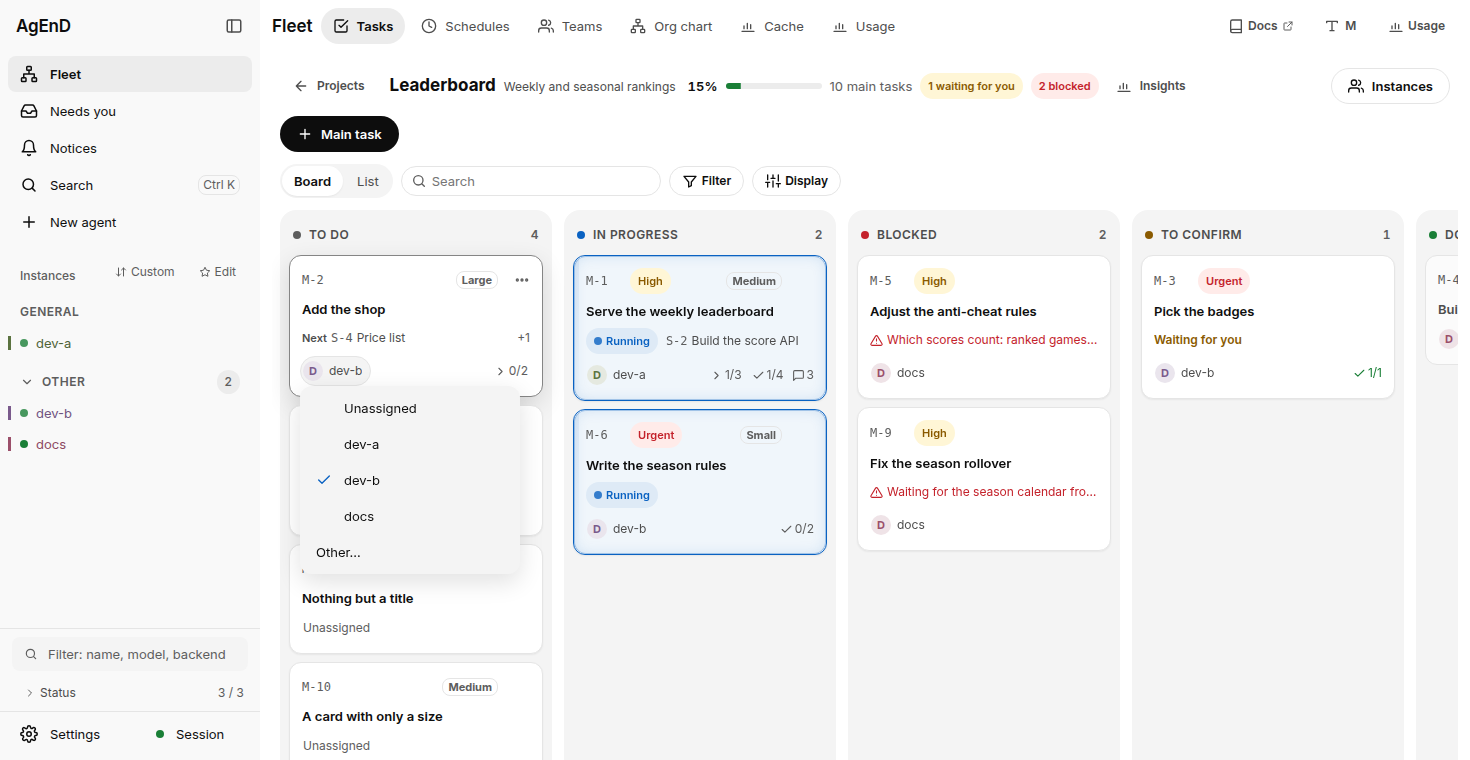 AgEnD
Fleet
Needs you
Notices
Search Ctrl K
New agent
Instances Custom Edit
GENERAL
dev-a
OTHER 2
dev-b
docs
Filter: name, model, backend
Status 3 / 3
Settings Session
Fleet Tasks Schedules Teams Org chart Cache Usage Docs M Usage
Projects Leaderboard Weekly and seasonal rankings 15% 10 main tasks 1 waiting for you 2 blocked Insights Instances
Main task
Board List Search Filter Display
TO DO 4
M-2 Large
Add the shop
Next S-4 Price list +1
D dev-b 0/2
Unassigned
dev-a
dev-b
docs
Other...
Nothing but a title
Unassigned
M-10 Medium
A card with only a size
Unassigned
IN PROGRESS 2
M-1 High Medium
Serve the weekly leaderboard
Running S-2 Build the score API
D dev-a 1/3 1/4 3
M-6 Urgent Small
Write the season rules
Running
D dev-b 0/2
BLOCKED 2
M-5 High
Adjust the anti-cheat rules
Which scores count: ranked games...
D docs
M-9 High
Fix the season rollover
Waiting for the season calendar fro...
D docs
TO CONFIRM 1
M-3 Urgent
Pick the badges
Waiting for you
D dev-b 1/1
D